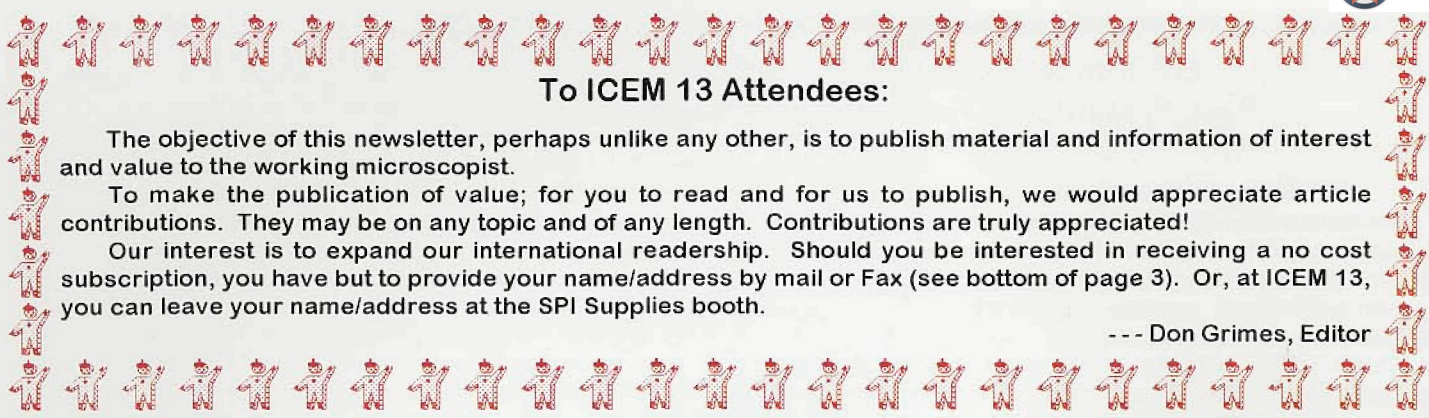 To ICEM 13 Attendees:
The objective of this newsletter, perhaps unlike any other, is to publish material and information of interest
and value to the working microscopist.
To make the publication of value; for you to read and for us to publish, we would appreciate article
contributions. They may be on any topic and of any length. Contributions are truly appreciated!
Our interest is to expand our international readership. Should you be interested in receiving a no cost
subscription, you have but to provide your name/address by mail or Fax (see bottom of page 3). Or, at ICEM 13,
you can leave your name/address at the SPI Supplies booth.
--- Don Grimes, Editor